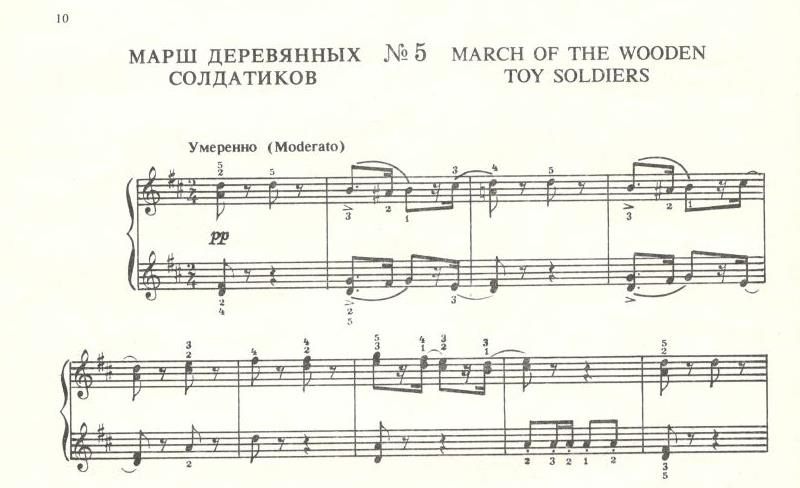 10
МАРШ ДЕРЕВЯННЫХ
СОЛДАТИКОВ
№ 5
MARCH OF THE WOODEN
TOY SOLDIERS
Умеренно (Moderato)
pp